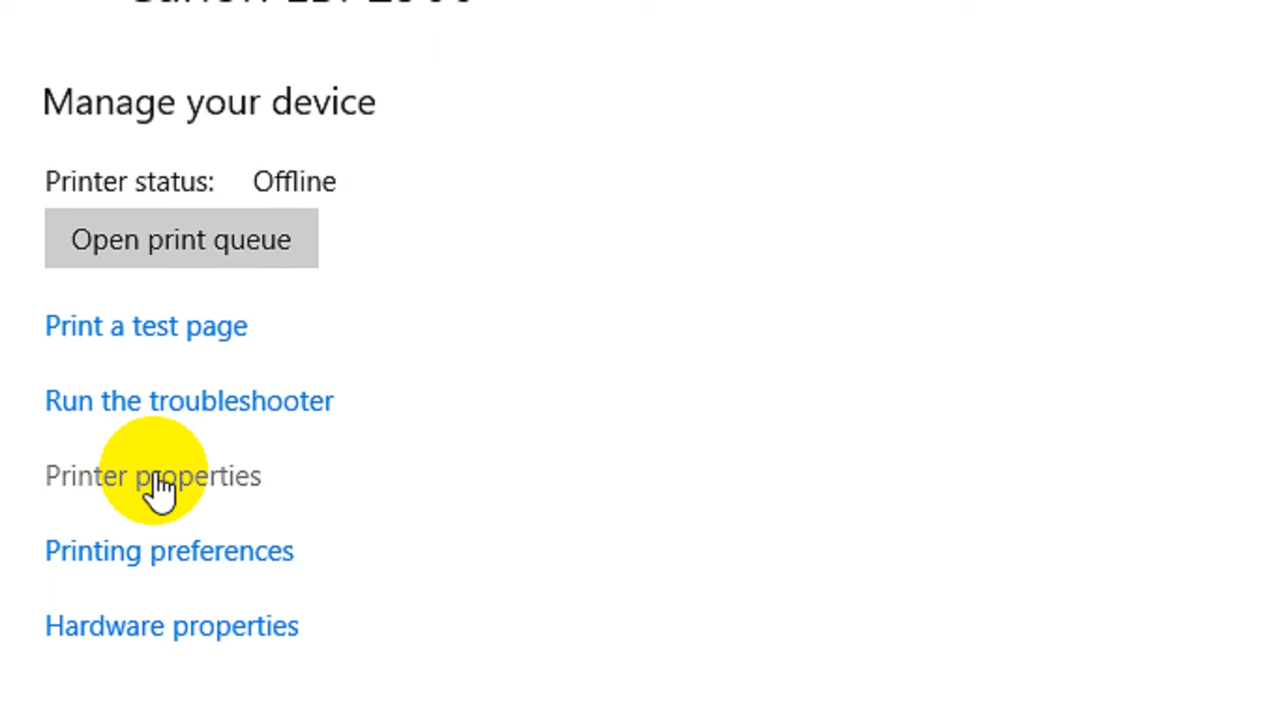 Manage your device
Printer status: Offline
Open print queue
Print a test page
Run the troubleshooter
Printer properties
Printing preferences
Hardware properties